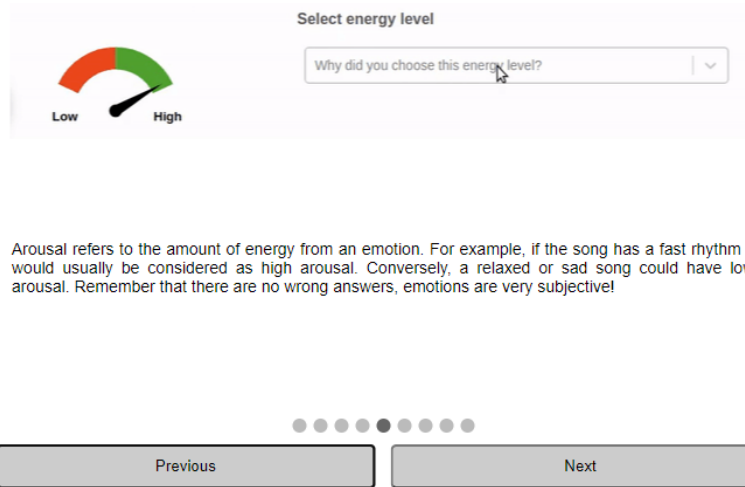 Select energy level
Why did you choose this energy level?
Low High
Arousal refers to the amount of energy from an emotion. For example, if the song has a fast rhythm
would usually be considered as high arousal. Conversely, a relaxed or sad song could have low
arousal. Remember that there are no wrong answers, emotions are very subjective!
Previous Next